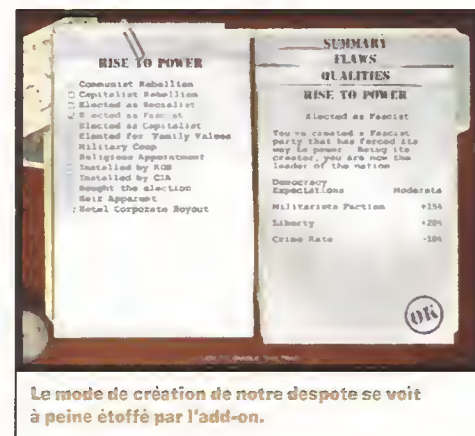 RISE TO POWER
Communist Rebellion
Capitalist Rebellion
Elected as Socialist
Elected as Fascist
Elected as Capitalist
Elected for Family Values
Military Coup
Religious Appointment
Installed by KGB
Installed by CIA
Bought the election
Heir Apparent
Hotel Corporate Buyout
SUMMARY
FLAWS
QUALITIES
RISE TO POWER
Elected as Fascist
You've created a Fascist
party that has forced its
way to power. Being its
creator, you are now the
leader of the nation
Democracy
Expectations Moderate
Militarists Faction +15%
Liberty +20%
Crime Rate -10%
OK
Le mode de création de notre despote se voit
à peine étoffé par l'add-on.